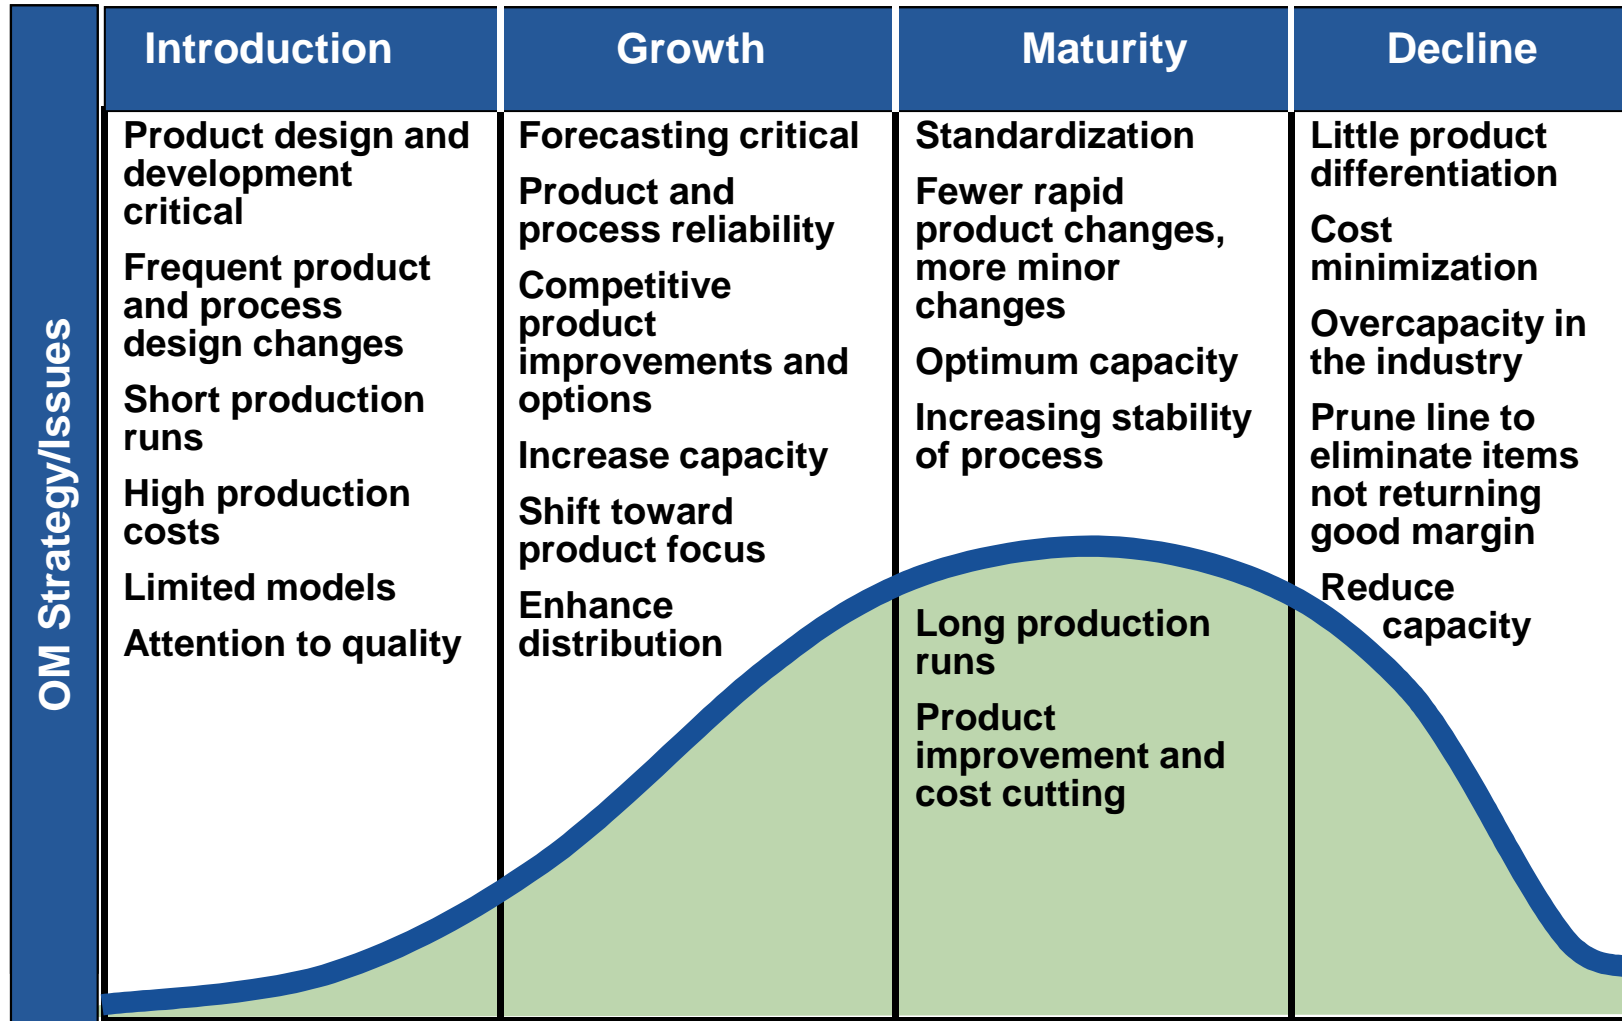 OM Strategy/Issues
Introduction
Product design and
development
critical
Frequent product
and process
design changes
Short production
runs
High production
costs
Limited models
Attention to quality
Growth
Forecasting critical
Product and
process reliability
Competitive
product
improvements and
options
Increase capacity
Shift toward
product focus
Enhance
distribution
Maturity
Standardization
Fewer rapid
product changes,
more minor
changes
Optimum capacity
Increasing stability
of process
Long production
runs
Product
improvement and
cost cutting
Decline
Little product
differentiation
Cost
minimization
Overcapacity in
the industry
Prune line to
eliminate items
not returning
good margin
Reduce
capacity